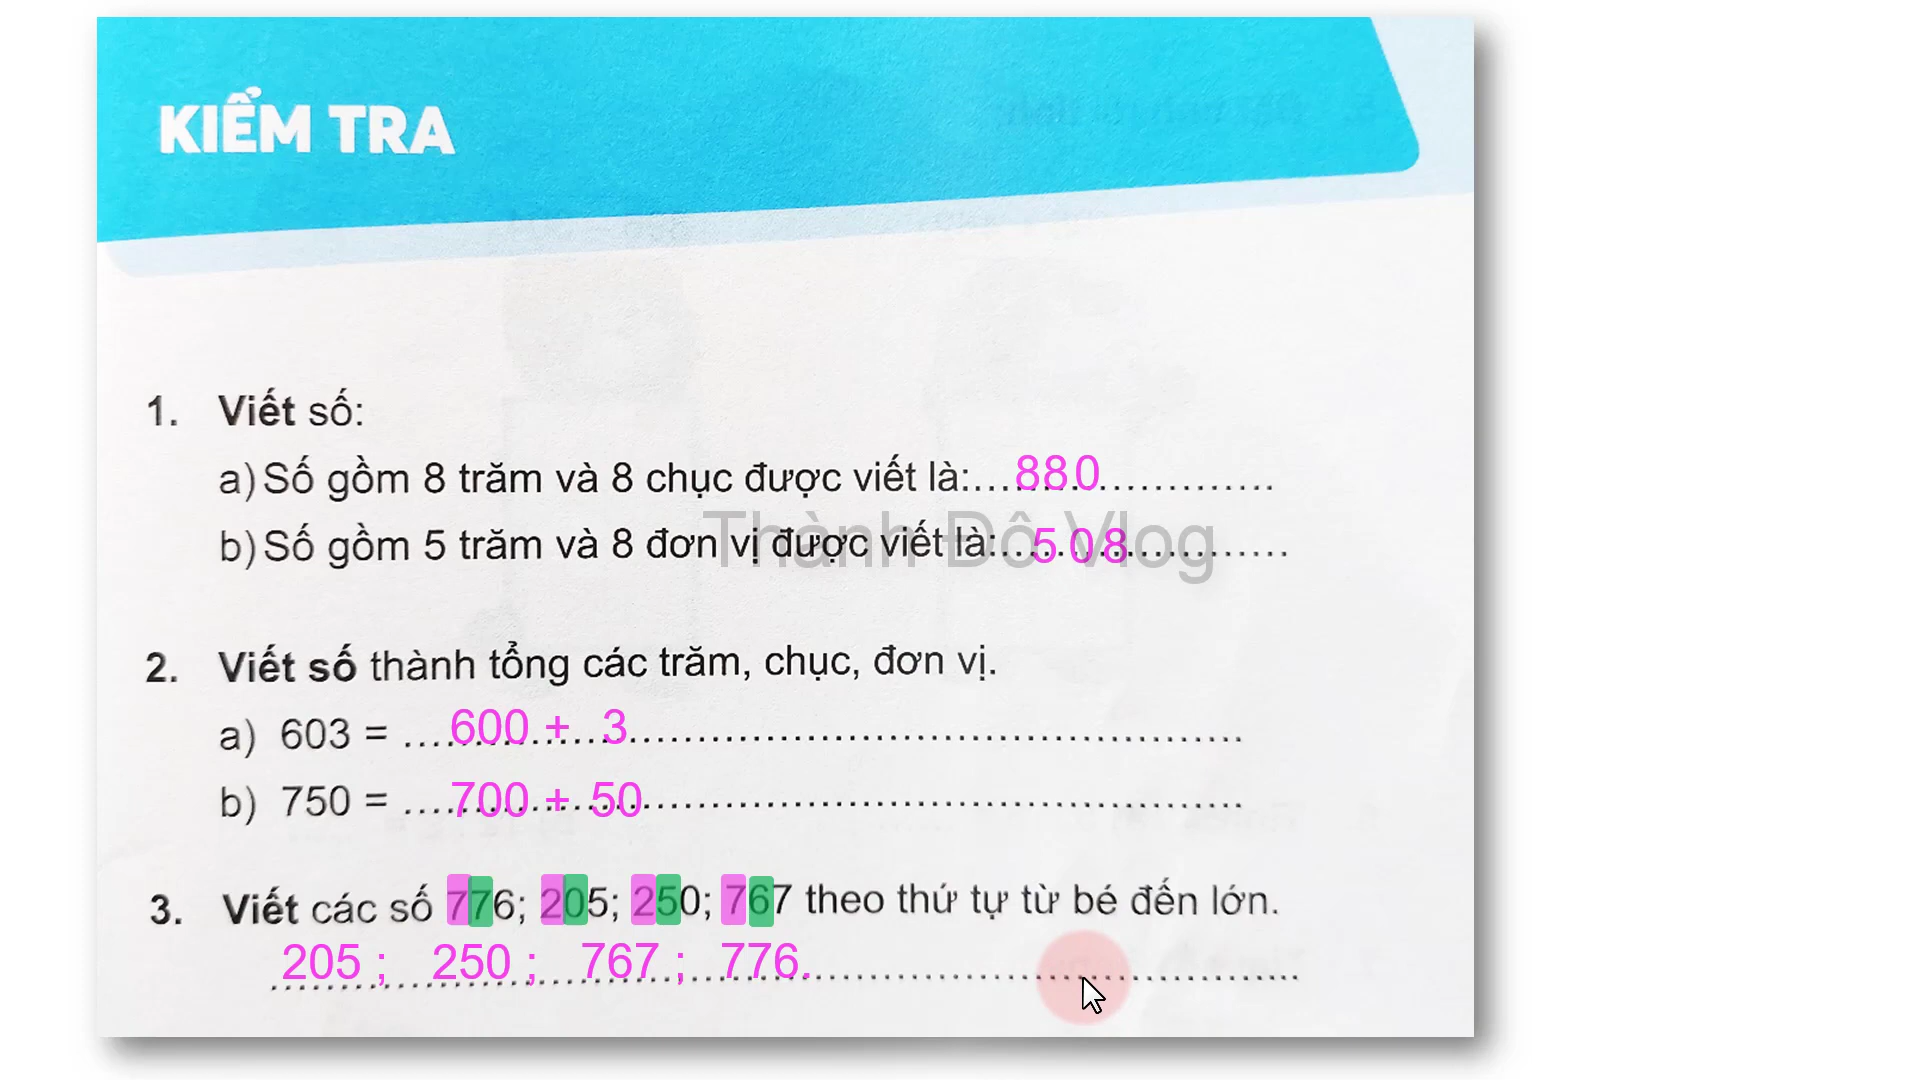 KIỂM TRA
1. Viết số:
a) Số gồm 8 trăm và 8 chục được viết là:...880....................
b) Số gồm 5 trăm và 8 đơn vị được viết là:...508....................
Thành Đô Vlog
2. Viết số thành tổng các trăm, chục, đơn vị.
a) 603 = ....600 + 3............................................
b) 750 = ....700 + 50............................................
3. Viết các số 776; 205; 250; 767 theo thứ tự từ bé đến lớn.
205 ; 250 ; 767 ; 776.